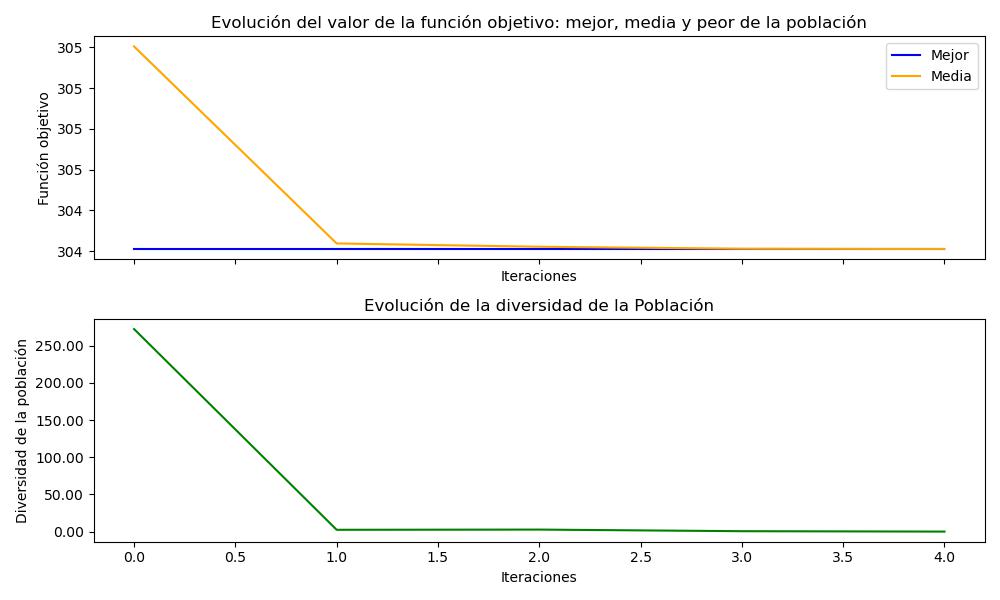 Evolución del valor de la función objetivo: mejor, media y peor de la población
305
305
305
305
304
304
Función objetivo
Mejor
Media
Iteraciones
Evolución de la diversidad de la Población
250.00
200.00
150.00
100.00
50.00
0.00
Diversidad de la población
0.0 0.5 1.0 1.5 2.0 2.5 3.0 3.5 4.0
Iteraciones